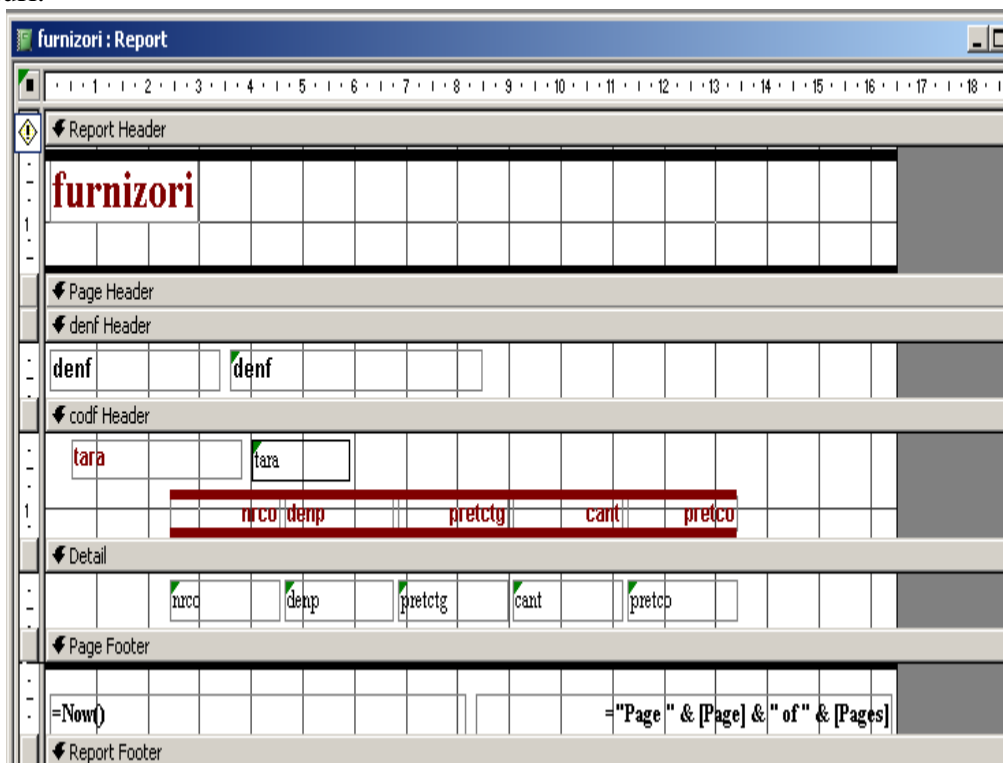 furnizori : Report
1 2 3 4 5 6 7 8 9 10 11 12 13 14 15 16 17 18
Report Header
furnizori
1
Page Header
denf Header
denf denf
codf Header
tara tara
1
nrco denp pretctg cant pretco
Detail
nrco denp pretctg cant pretco
Page Footer
=Now() ="Page " & [Page] & " of " & [Pages]
Report Footer